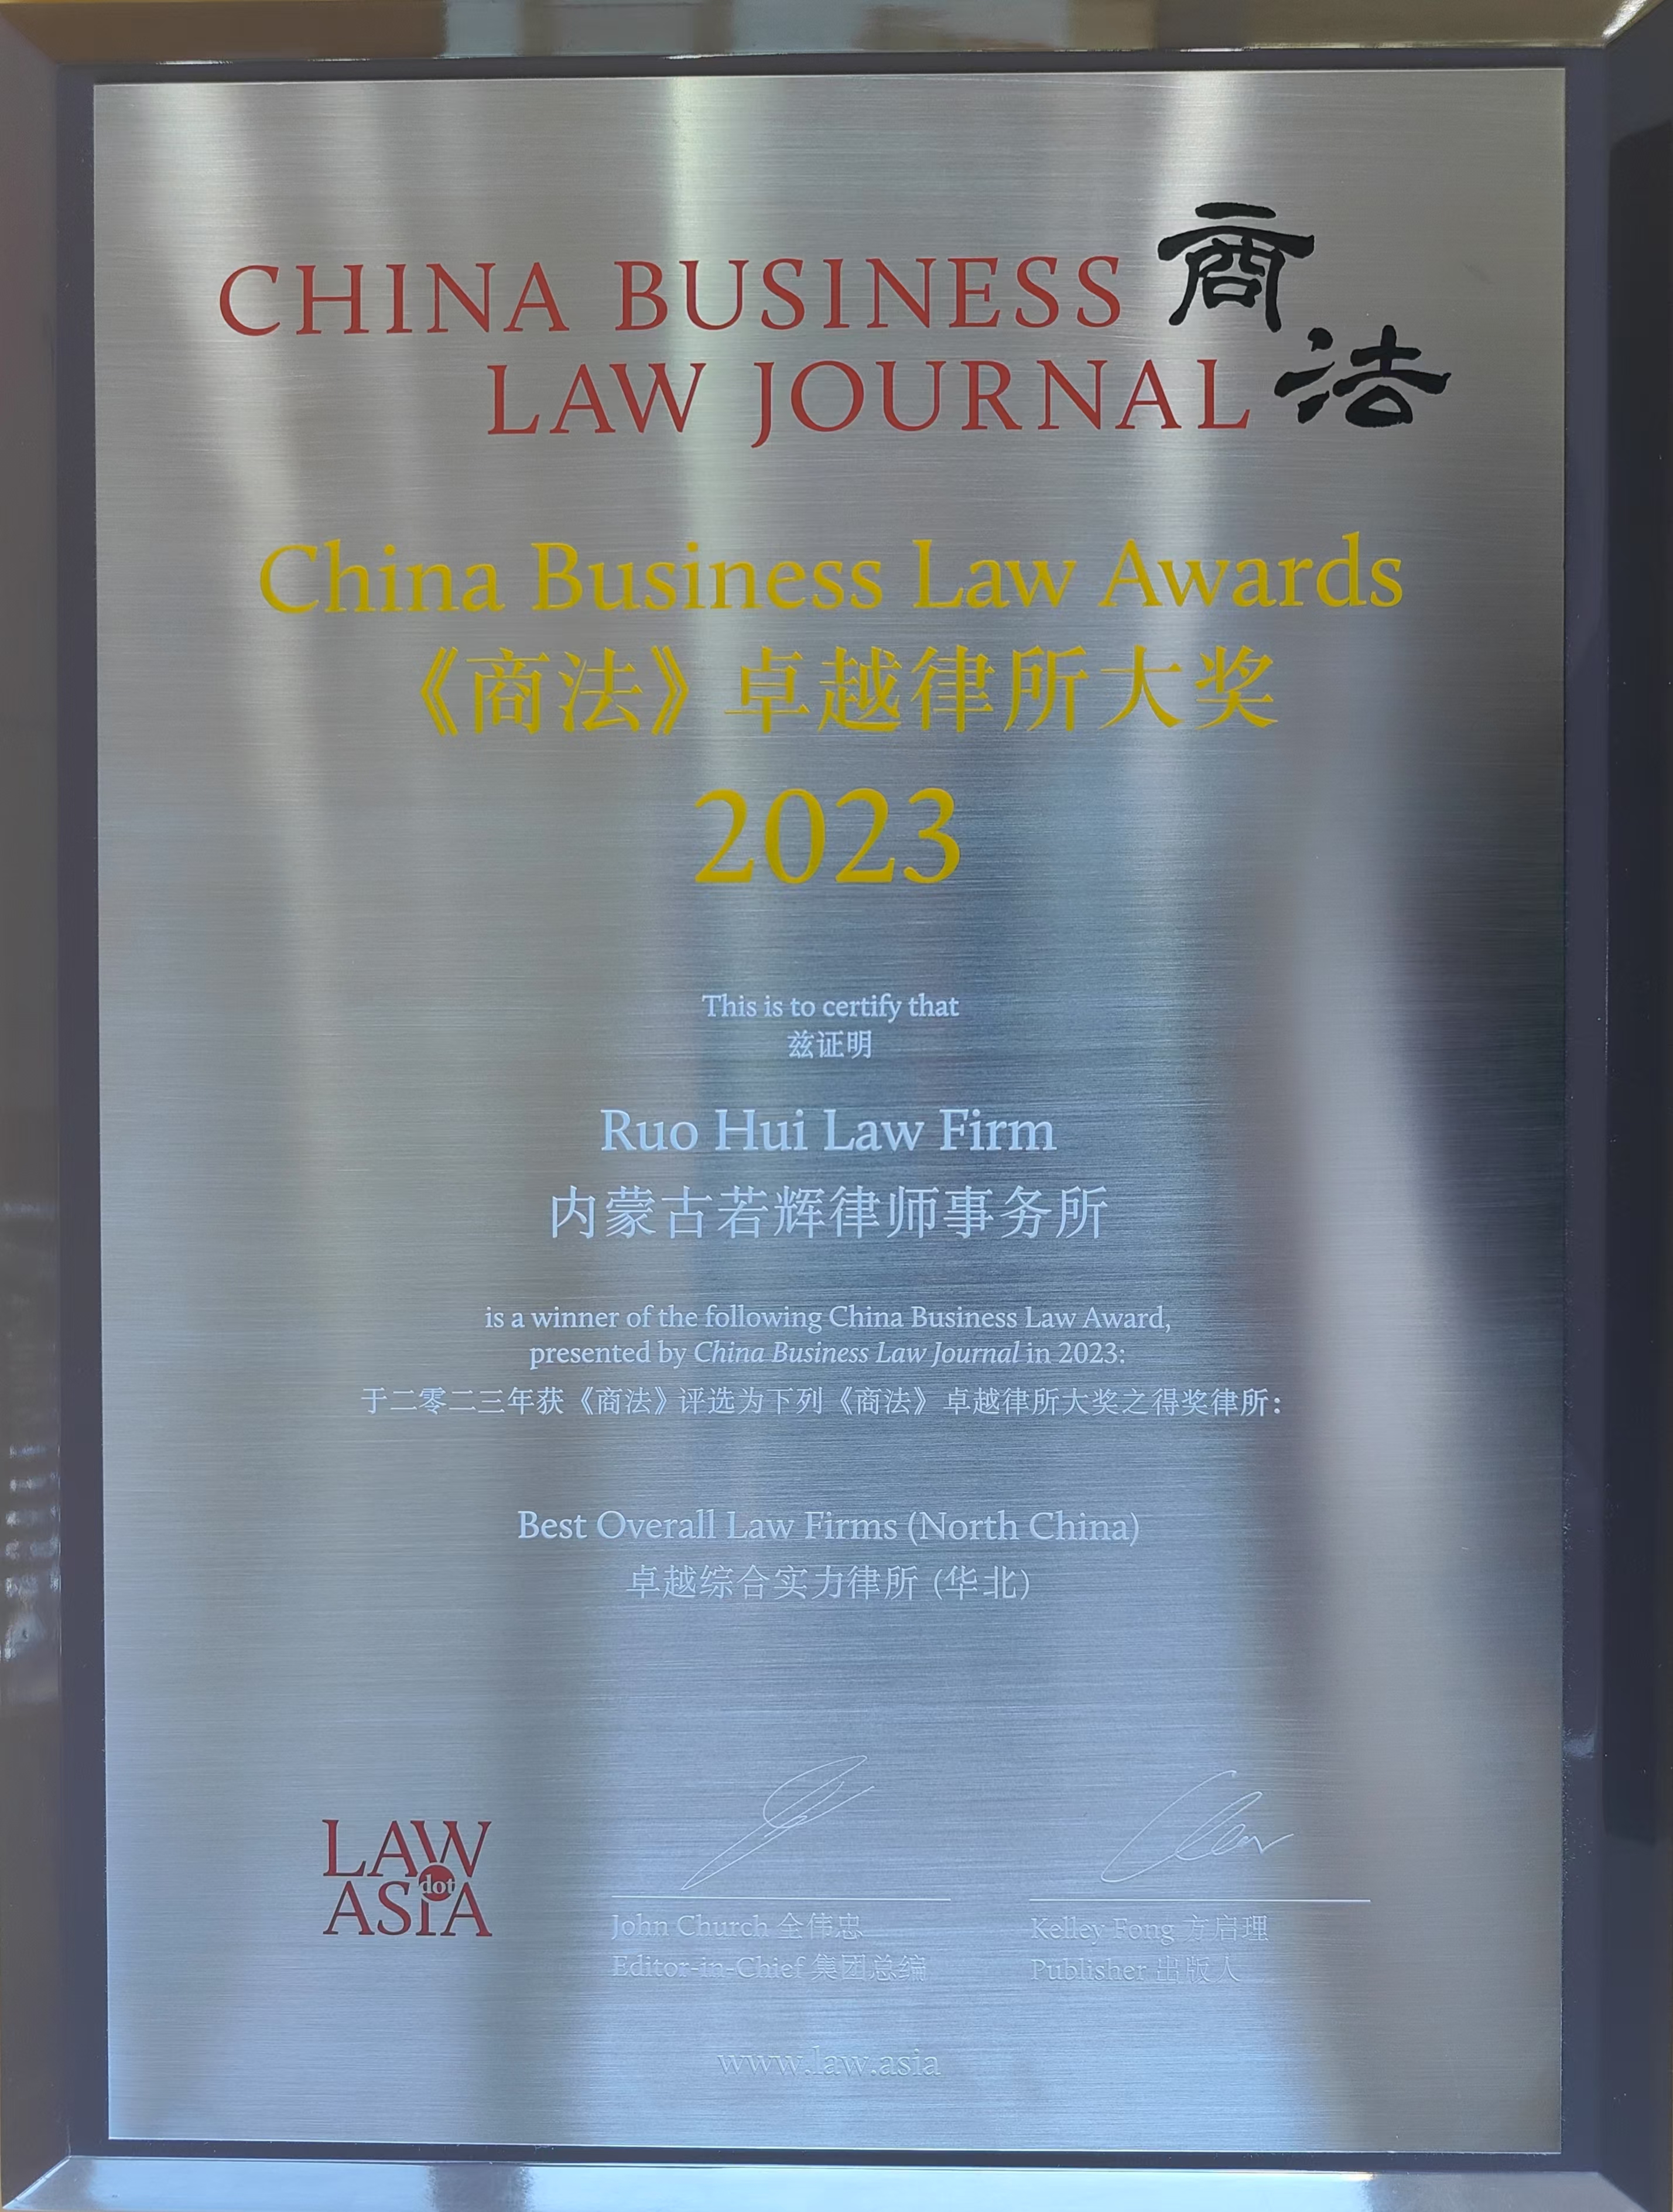 CHINA BUSINESS 商
LAW JOURNAL 法
China Business Law Awards
《商法》卓越律所大奖
2023
This is to certify that
兹证明
Ruo Hui Law Firm
内蒙古若辉律师事务所
is a winner of the following China Business Law Award,
presented by China Business Law Journal in 2023:
于二零二三年获《商法》评选为下列《商法》卓越律所大奖之得奖律所：
Best Overall Law Firms (North China)
卓越综合实力律所 (华北)
LAW
dot
ASIA
John Church 全伟忠
Editor-in-Chief 集团总编
Kelley Fong 方启理
Publisher 出版人
www.law.asia